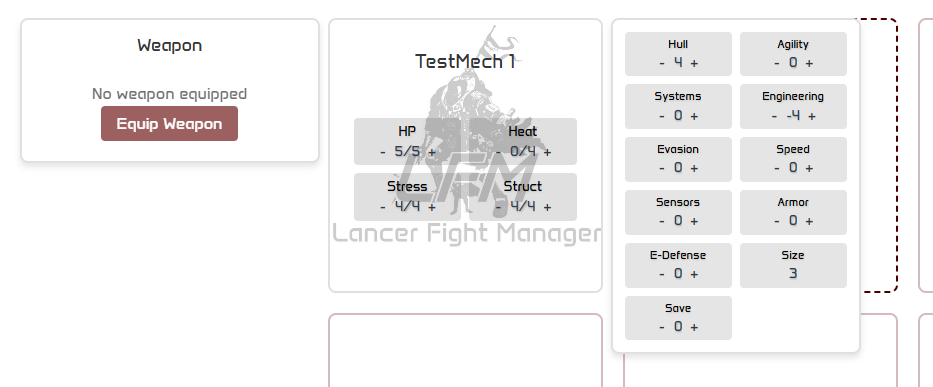 Weapon
No weapon equipped
Equip Weapon
TestMech 1
HP
- 5/5 +
Heat
- 0/4 +
Stress
- 4/4 +
Struct
- 4/4 +
LFM
Lancer Fight Manager
Hull
- 4 +
Agility
- 0 +
Systems
- 0 +
Engineering
- -4 +
Evasion
- 0 +
Speed
- 0 +
Sensors
- 0 +
Armor
- 0 +
E-Defense
- 0 +
Size
3
Save
- 0 +